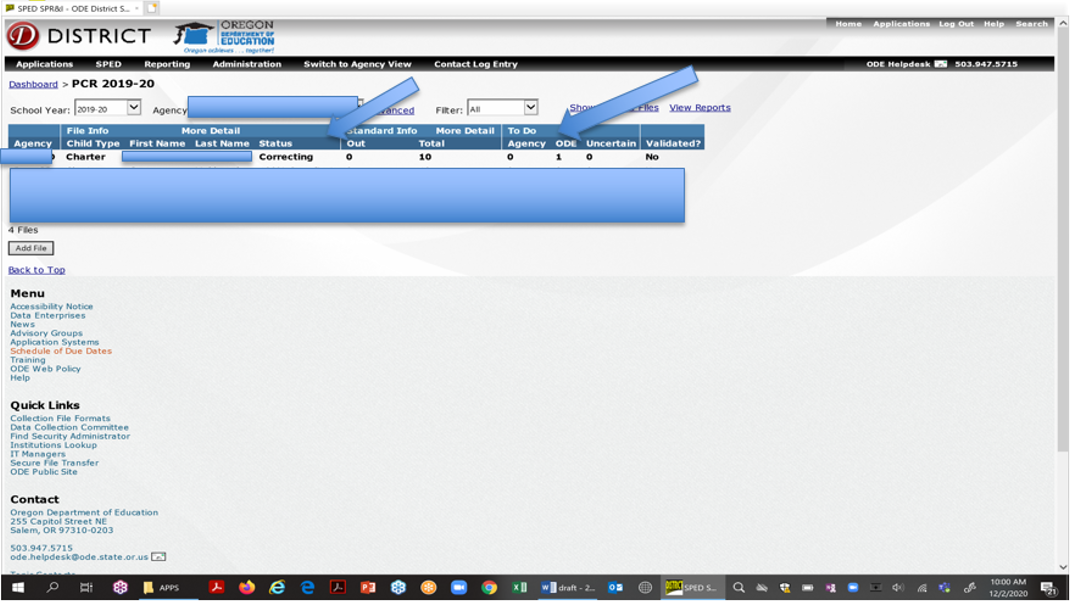 SPED SPR&I - ODE District S...
DISTRICT
OREGON
DEPARTMENT OF
EDUCATION
Oregon achieves . . . together!
Home Applications Log Out Help Search
Applications SPED Reporting Administration Switch to Agency View Contact Log Entry ODE Helpdesk 503.947.5715
Dashboard > PCR 2019-20
School Year: 2019-20 Agency Filter: All Files View Reports
File Info More Detail Standard Info More Detail To Do
Agency Child Type First Name Last Name Status Out Total Agency ODE Uncertain Validated?
Charter Correcting 0 10 0 1 0 No
4 Files
Add File
Back to Top
Menu
Accessibility Notice
Data Enterprises
News
Advisory Groups
Application Systems
Schedule of Due Dates
Training
ODE Web Policy
Help
Quick Links
Collection File Formats
Data Collection Committee
Find Security Administrator
Institutions Lookup
IT Managers
Secure File Transfer
ODE Public Site
Contact
Oregon Department of Education
255 Capitol Street NE
Salem, OR 97310-0203
503.947.5715
ode.helpdesk@ode.state.or.us
APPS draft - 2... SPED S... 10:00 AM
12/2/2020